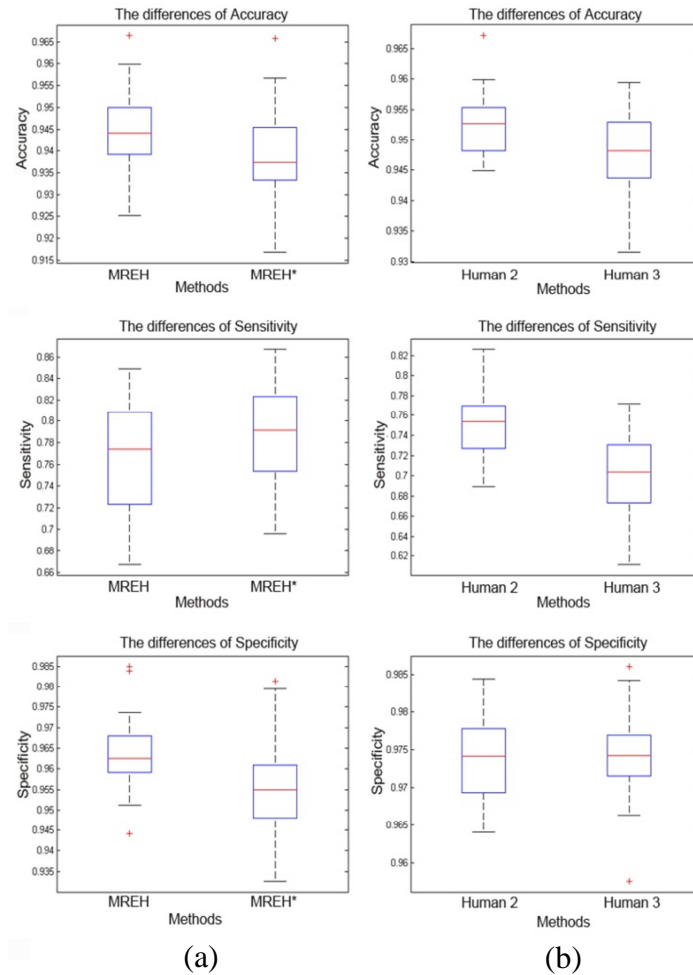 The differences of Accuracy
0.965
0.96
0.955
0.95
0.945
0.94
0.935
0.93
0.925
0.92
0.915
Accuracy
MREH MREH*
Methods
The differences of Accuracy
0.965
0.96
0.955
0.95
0.945
0.94
0.935
0.93
Accuracy
Human 2 Human 3
Methods
The differences of Sensitivity
0.86
0.84
0.82
0.8
0.78
0.76
0.74
0.72
0.7
0.68
0.66
Sensitivity
MREH MREH*
Methods
The differences of Sensitivity
0.82
0.8
0.78
0.76
0.74
0.72
0.7
0.68
0.66
0.64
0.62
Sensitivity
Human 2 Human 3
Methods
The differences of Specificity
0.985
0.98
0.975
0.97
0.965
0.96
0.955
0.95
0.945
0.94
0.935
Specificity
MREH MREH*
Methods
The differences of Specificity
0.985
0.98
0.975
0.97
0.965
0.96
Specificity
Human 2 Human 3
Methods
(a) (b)